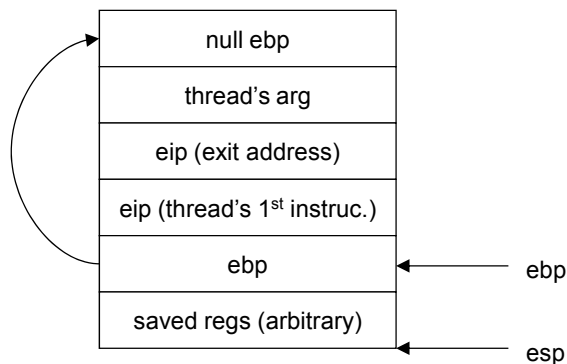 null ebp
thread’s arg
eip (exit address)
eip (thread’s 1st instruc.)
ebp
ebp
saved regs (arbitrary)
esp